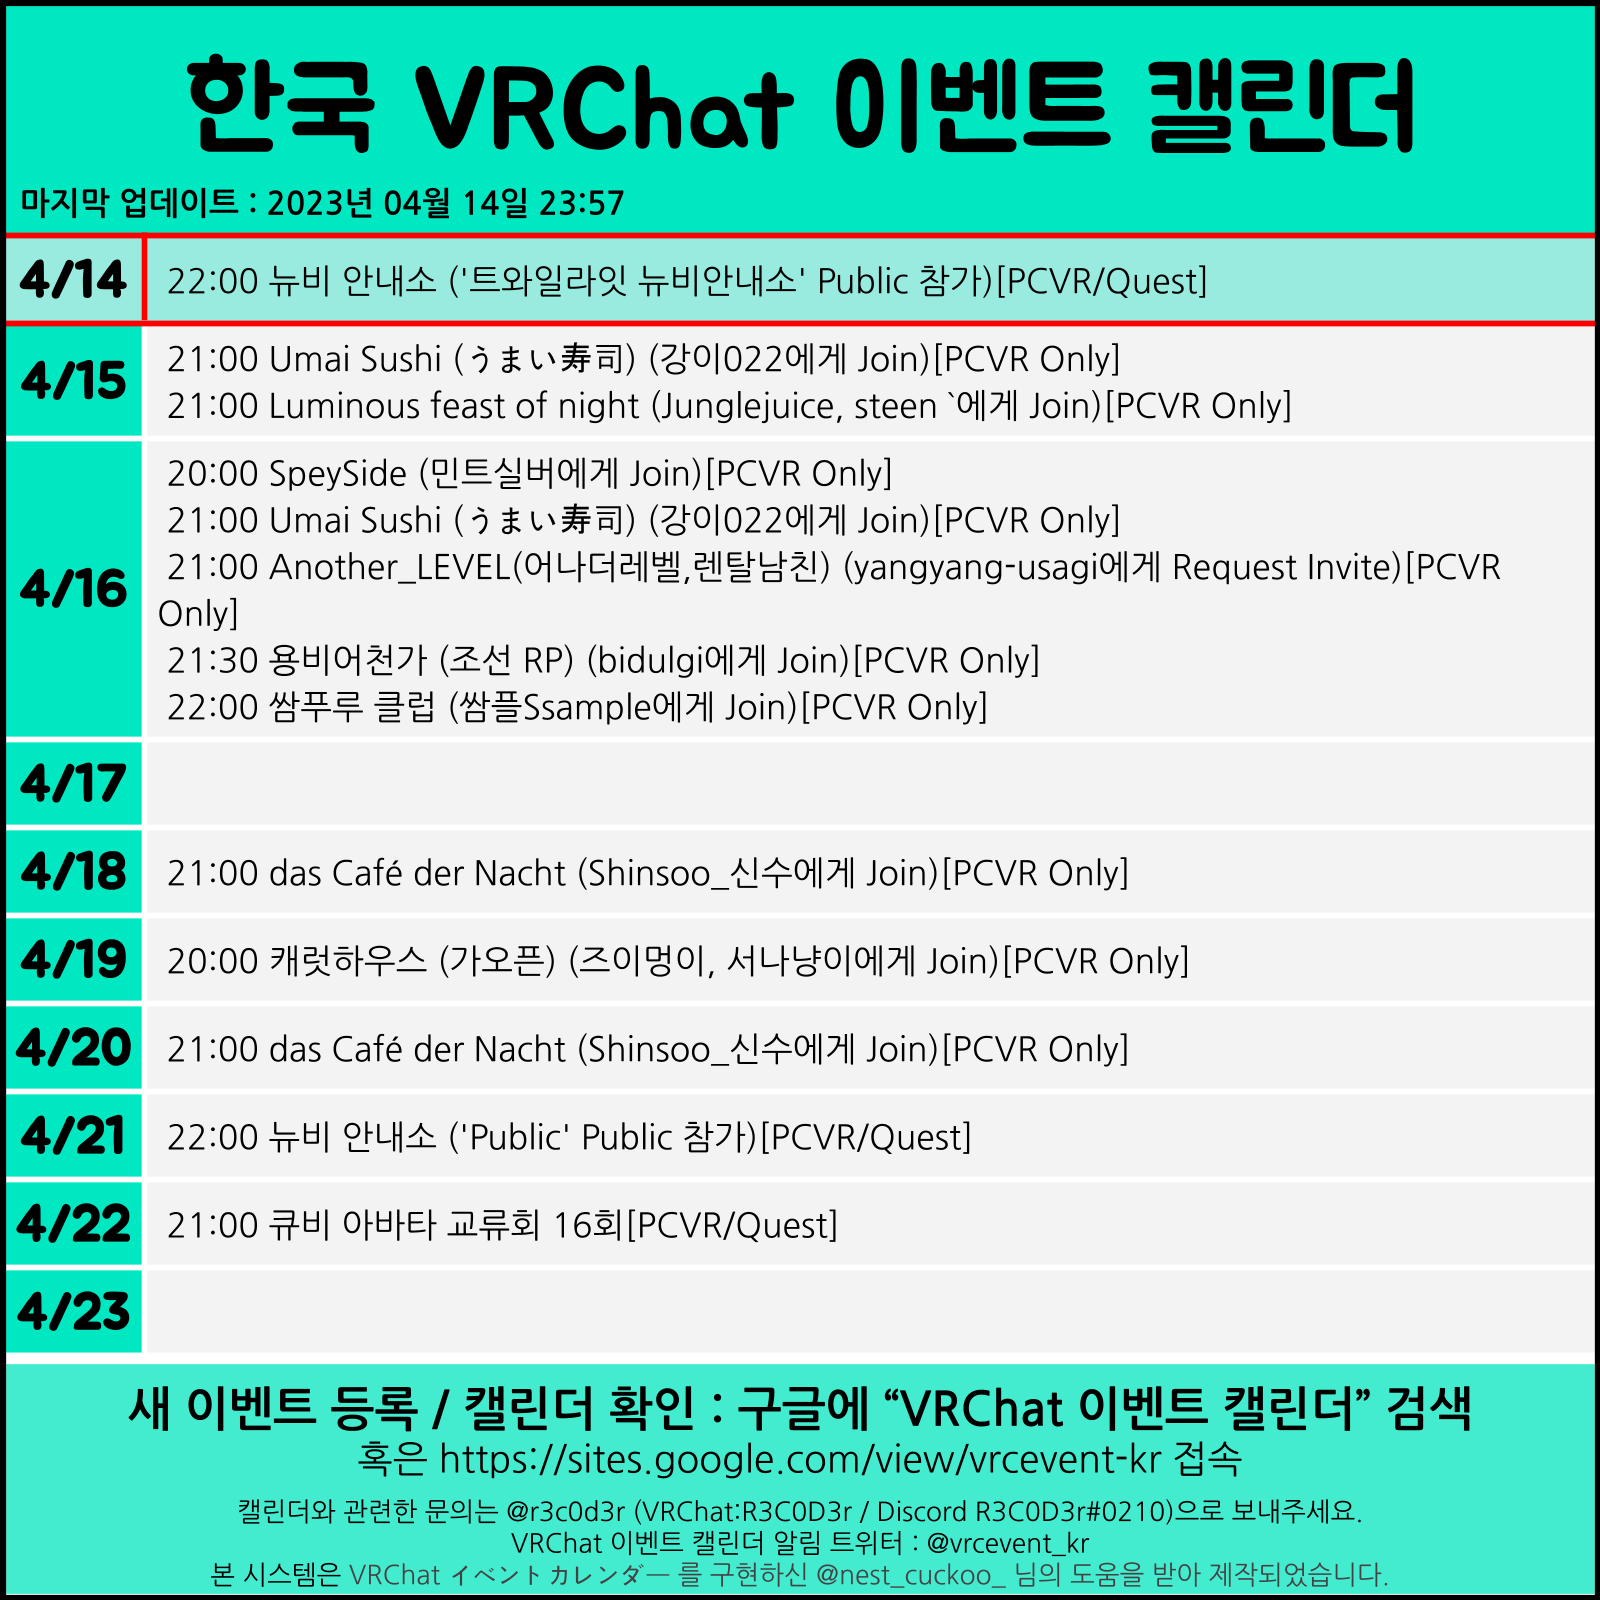 한국 VRChat 이벤트 캘린더
마지막 업데이트 : 2023년 04월 14일 23:57
4/14
22:00 뉴비 안내소 ('트와일라잇 뉴비안내소' Public 참가)[PCVR/Quest]
4/15
21:00 Umai Sushi (うまい寿司) (강이022에게 Join)[PCVR Only]
21:00 Luminous feast of night (Junglejuice, steen `에게 Join)[PCVR Only]
4/16
20:00 SpeySide (민트실버에게 Join)[PCVR Only]
21:00 Umai Sushi (うまい寿司) (강이022에게 Join)[PCVR Only]
21:00 Another_LEVEL(어나더레벨,렌탈남친) (yangyang-usagi에게 Request Invite)[PCVR
Only]
21:30 용비어천가 (조선 RP) (bidulgi에게 Join)[PCVR Only]
22:00 쌈푸루 클럽 (쌈플Ssample에게 Join)[PCVR Only]
4/17
4/18
21:00 das Café der Nacht (Shinsoo_신수에게 Join)[PCVR Only]
4/19
20:00 캐럿하우스 (가오픈) (즈이멍이, 서나냥이에게 Join)[PCVR Only]
4/20
21:00 das Café der Nacht (Shinsoo_신수에게 Join)[PCVR Only]
4/21
22:00 뉴비 안내소 ('Public' Public 참가)[PCVR/Quest]
4/22
21:00 큐비 아바타 교류회 16회[PCVR/Quest]
4/23
새 이벤트 등록 / 캘린더 확인 : 구글에 “VRChat 이벤트 캘린더” 검색
혹은 https://sites.google.com/view/vrcevent-kr 접속
캘린더와 관련한 문의는 @r3c0d3r (VRChat:R3C0D3r / Discord R3C0D3r#0210)으로 보내주세요.
VRChat 이벤트 캘린더 알림 트위터 : @vrcevent_kr
본 시스템은 VRChat イベントカレンダー 를 구현하신 @nest_cuckoo_ 님의 도움을 받아 제작되었습니다.